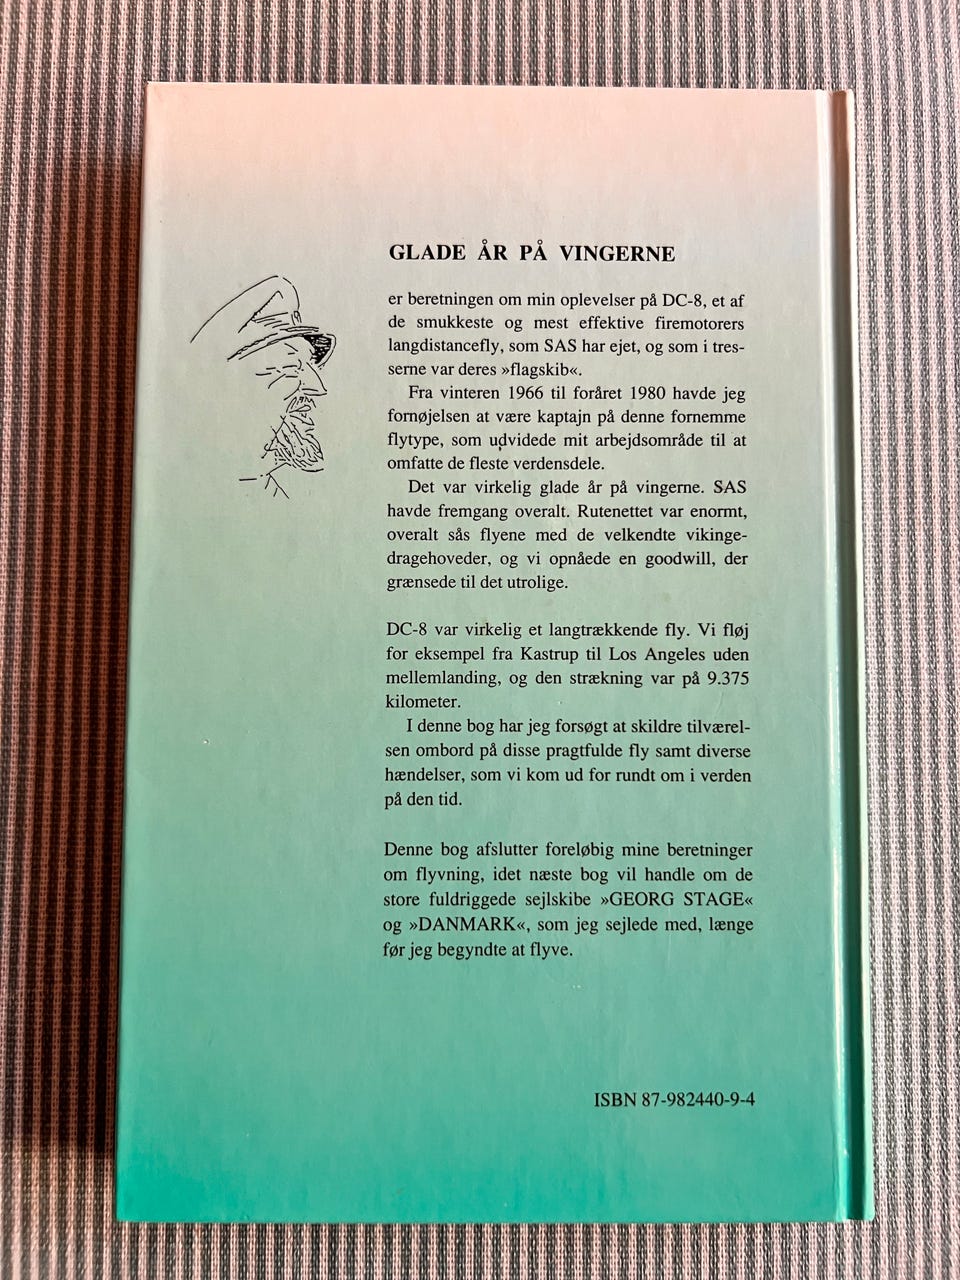 GLADE ÅR PÅ VINGERNE
er beretningen om min oplevelser på DC-8, et af
de smukkeste og mest effektive firemotorers
langdistancefly, som SAS har ejet, og som i tres-
serne var deres »flagskib«.
Fra vinteren 1966 til foråret 1980 havde jeg
fornøjelsen at være kaptajn på denne fornemme
flytype, som udvidede mit arbejdsområde til at
omfatte de fleste verdensdele.
Det var virkelig glade år på vingerne. SAS
havde fremgang overalt. Rutenettet var enormt,
overalt sås flyene med de velkendte vikinge-
dragehoveder, og vi opnåede en goodwill, der
grænsede til det utrolige.
DC-8 var virkelig et langtrækkende fly. Vi fløj
for eksempel fra Kastrup til Los Angeles uden
mellemlanding, og den strækning var på 9.375
kilometer.
I denne bog har jeg forsøgt at skildre tilværel-
sen ombord på disse pragtfulde fly samt diverse
hændelser, som vi kom ud for rundt om i verden
på den tid.
Denne bog afslutter foreløbig mine beretninger
om flyvning, idet næste bog vil handle om de
store fuldriggede sejlskibe »GEORG STAGE«
og »DANMARK«, som jeg sejlede med, længe
før jeg begyndte at flyve.
ISBN 87-982440-9-4